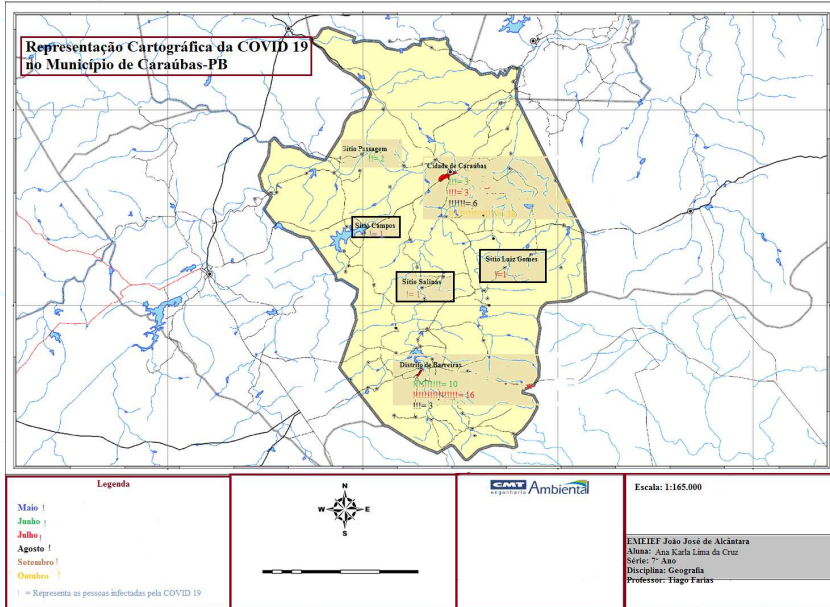 Representação Cartográfica da COVID 19
no Município de Caraúbas-PB
Sítio Passagem
!!= 2
Cidade de Caraúbas
!!!= 3
!!!= 3
!!!!!!= 6
Sítio Campos
!= 1
Sítio Luiz Gomes
!=1
Sítio Salinas
!= 1
Distrito de Barreiras
!!!!!!!!!!= 10
!!!!!!!!!!!!!!!!= 16
!!!= 3
Legenda
Maio !
Junho !
Julho !
Agosto !
Setembro !
Outubro !
! = Representa as pessoas infectadas pela COVID 19
N
W E
S
CMT Ambiental
engenharia
Escala: 1:165.000
EMEIEF João José de Alcântara
Aluna: Ana Karla Lima da Cruz
Série: 7° Ano
Disciplina: Geografia
Professor: Tiago Farias